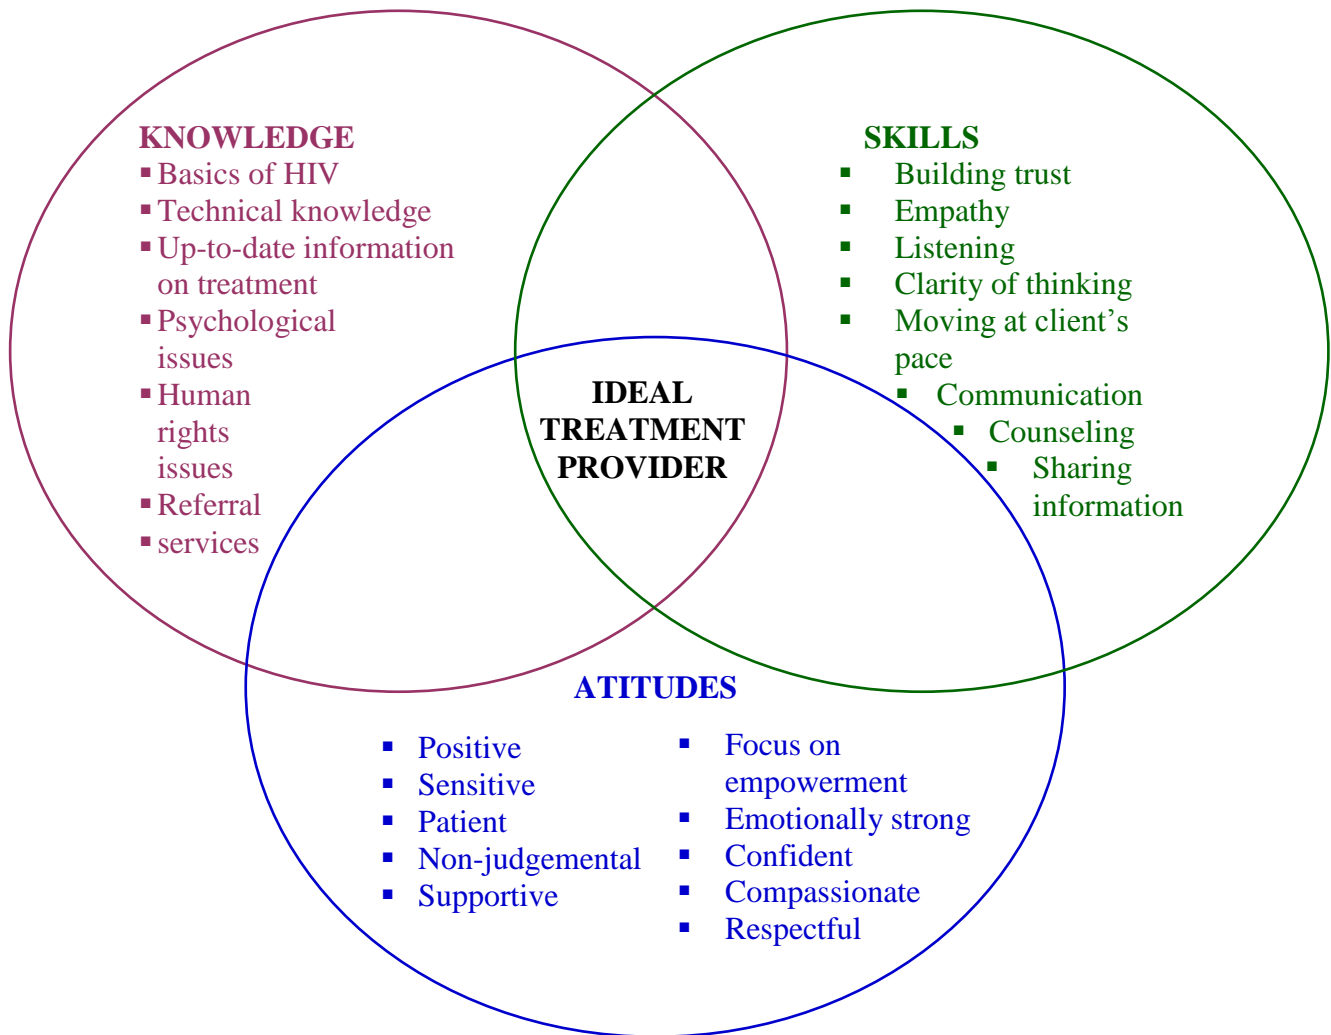 KNOWLEDGE
▪ Basics of HIV
▪ Technical knowledge
▪ Up-to-date information
on treatment
▪ Psychological
issues
▪ Human
rights
issues
▪ Referral
▪ services
SKILLS
▪ Building trust
▪ Empathy
▪ Listening
▪ Clarity of thinking
▪ Moving at client’s
pace
▪ Communication
▪ Counseling
▪ Sharing
information
IDEAL
TREATMENT
PROVIDER
ATITUDES
▪ Positive
▪ Sensitive
▪ Patient
▪ Non-judgemental
▪ Supportive
▪ Focus on
empowerment
▪ Emotionally strong
▪ Confident
▪ Compassionate
▪ Respectful